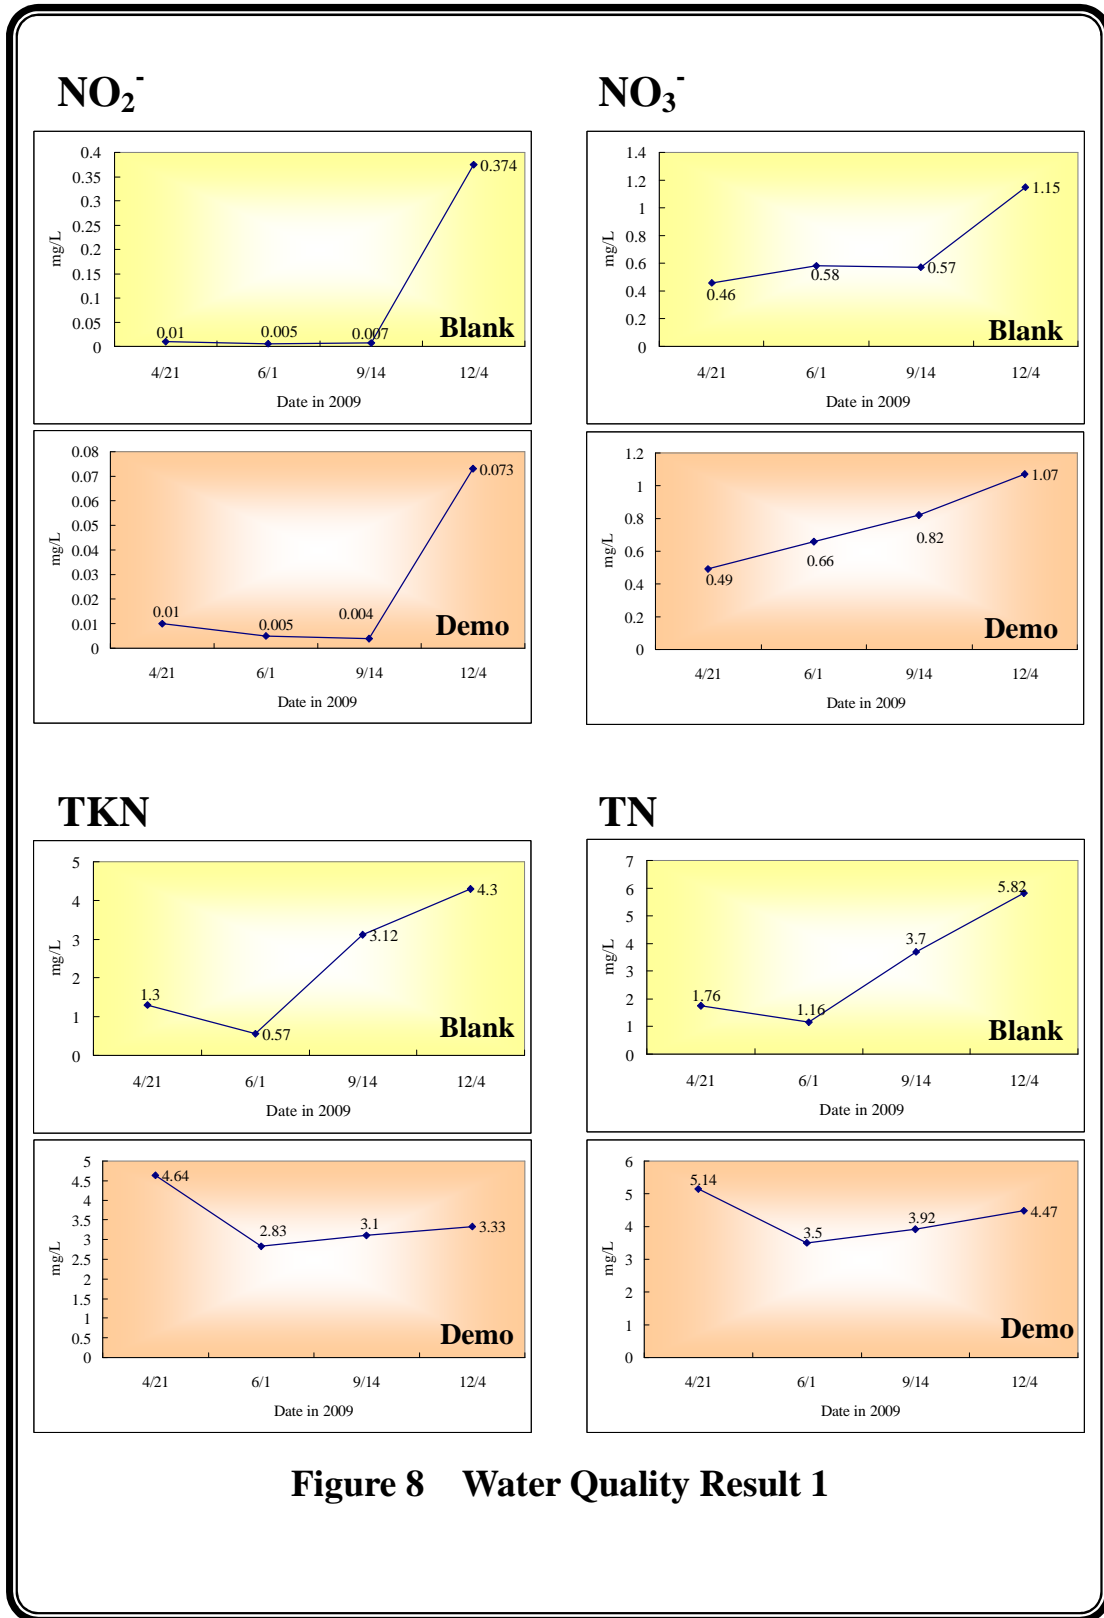 NO₂⁻
0.4
0.35
0.3
0.25
0.2
0.15
0.1
0.05
0
mg/L
0.01
0.005
0.007
0.374
Blank
4/21 6/1 9/14 12/4
Date in 2009
0.08
0.07
0.06
0.05
0.04
0.03
0.02
0.01
0
mg/L
0.01
0.005
0.004
0.073
Demo
4/21 6/1 9/14 12/4
Date in 2009
NO₃⁻
1.4
1.2
1
0.8
0.6
0.4
0.2
0
mg/L
0.46
0.58
0.57
1.15
Blank
4/21 6/1 9/14 12/4
Date in 2009
1.2
1
0.8
0.6
0.4
0.2
0
mg/L
0.49
0.66
0.82
1.07
Demo
4/21 6/1 9/14 12/4
Date in 2009
TKN
5
4
3
2
1
0
mg/L
1.3
0.57
3.12
4.3
Blank
4/21 6/1 9/14 12/4
Date in 2009
5
4.5
4
3.5
3
2.5
2
1.5
1
0.5
0
mg/L
4.64
2.83
3.1
3.33
Demo
4/21 6/1 9/14 12/4
Date in 2009
TN
7
6
5
4
3
2
1
0
mg/L
1.76
1.16
3.7
5.82
Blank
4/21 6/1 9/14 12/4
Date in 2009
6
5
4
3
2
1
0
mg/L
5.14
3.5
3.92
4.47
Demo
4/21 6/1 9/14 12/4
Date in 2009
Figure 8 Water Quality Result 1